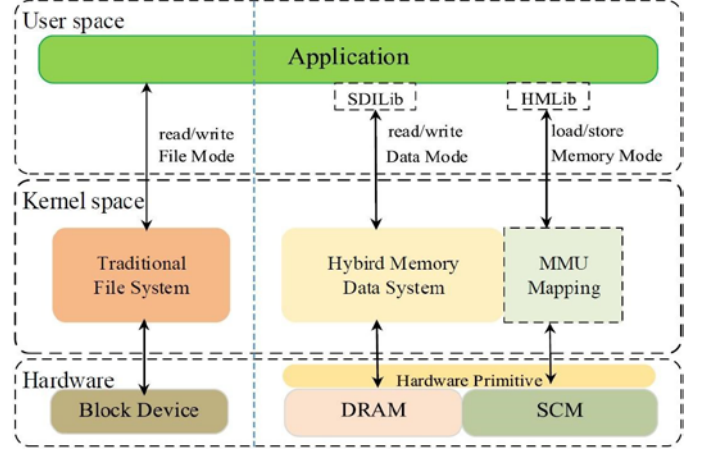 User space
Application
SDILib
HMLib
read/write
File Mode
read/write
Data Mode
load/store
Memory Mode
Kernel space
Traditional
File System
Hybird Memory
Data System
MMU
Mapping
Hardware
Hardware Primitive
Block Device
DRAM
SCM